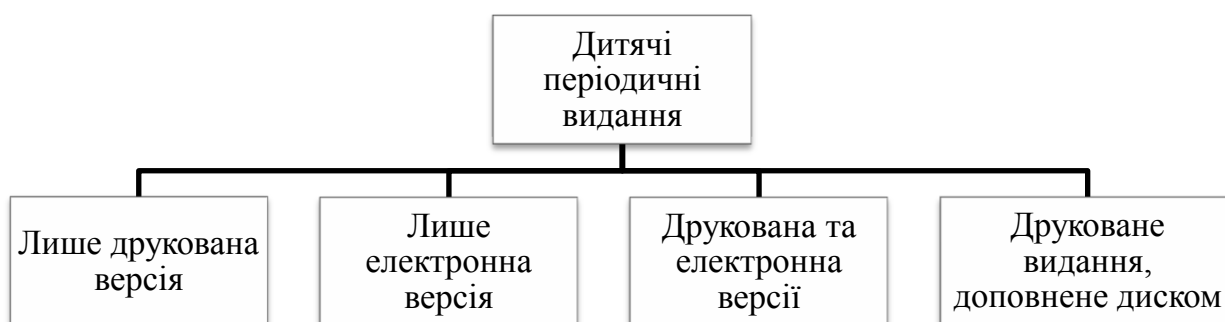 Дитячі
періодичні
видання
Лише друкована
версія
Лише
електронна
версія
Друкована та
електронна
версії
Друковане
видання,
доповнене диском